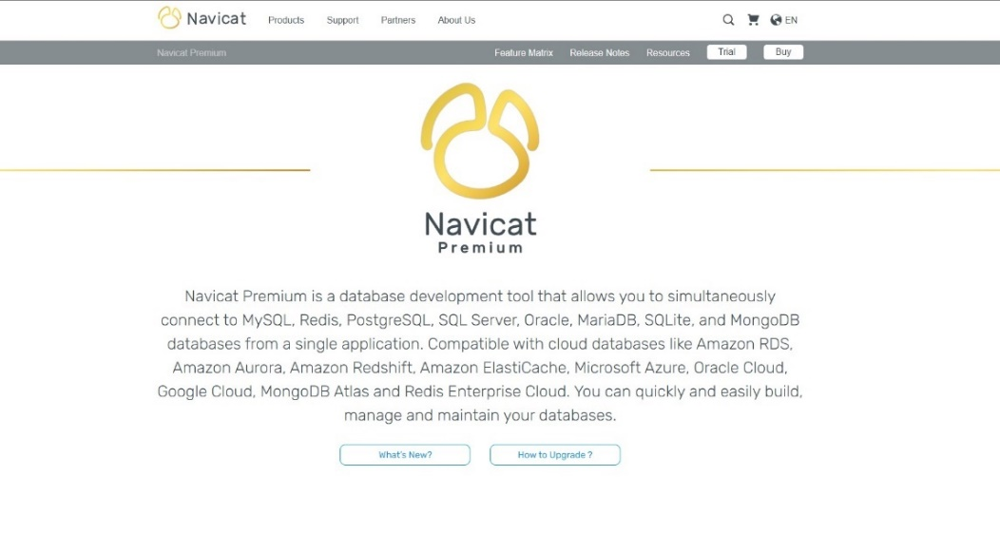 Navicat Products Support Partners About Us EN
Navicat Premium Feature Matrix Release Notes Resources Trial Buy
Navicat
Premium
Navicat Premium is a database development tool that allows you to simultaneously
connect to MySQL, Redis, PostgreSQL, SQL Server, Oracle, MariaDB, SQLite, and MongoDB
databases from a single application. Compatible with cloud databases like Amazon RDS,
Amazon Aurora, Amazon Redshift, Amazon ElastiCache, Microsoft Azure, Oracle Cloud,
Google Cloud, MongoDB Atlas and Redis Enterprise Cloud. You can quickly and easily build,
manage and maintain your databases.
What's New? How to Upgrade ?